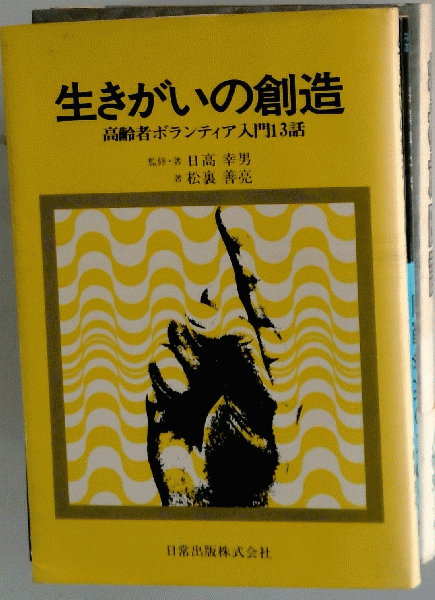 生きがいの創造
高齢者ボランティア入門13話
監修・著 日高 幸男
著 松裏 善亮
日常出版株式会社